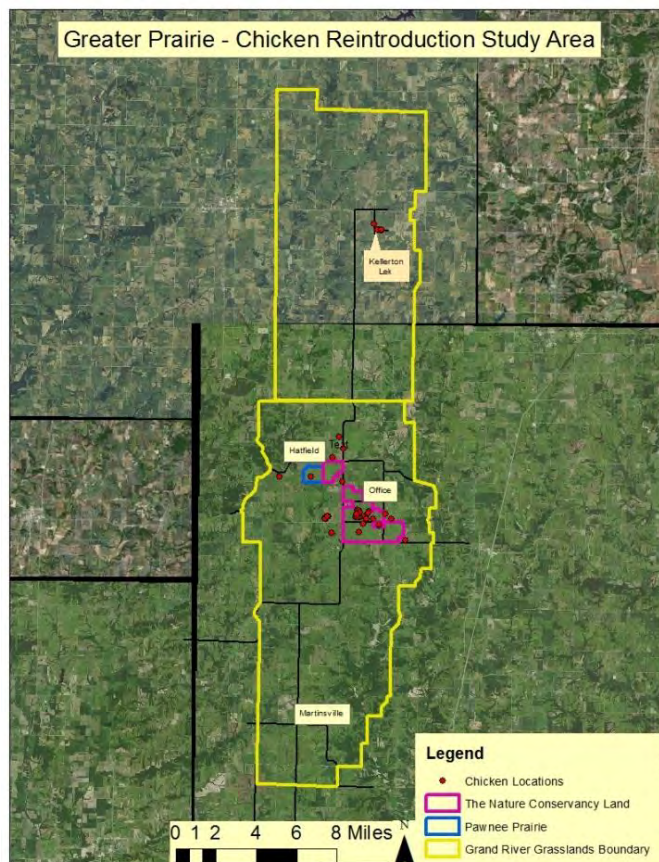 Greater Prairie - Chicken Reintroduction Study Area
Kellerton
Lek
Hatfield
Office
Martinsville
Legend
Chicken Locations
The Nature Conservancy Land
Pawnee Prairie
Grand River Grasslands Boundary
0 1 2 4 6 8 Miles
N